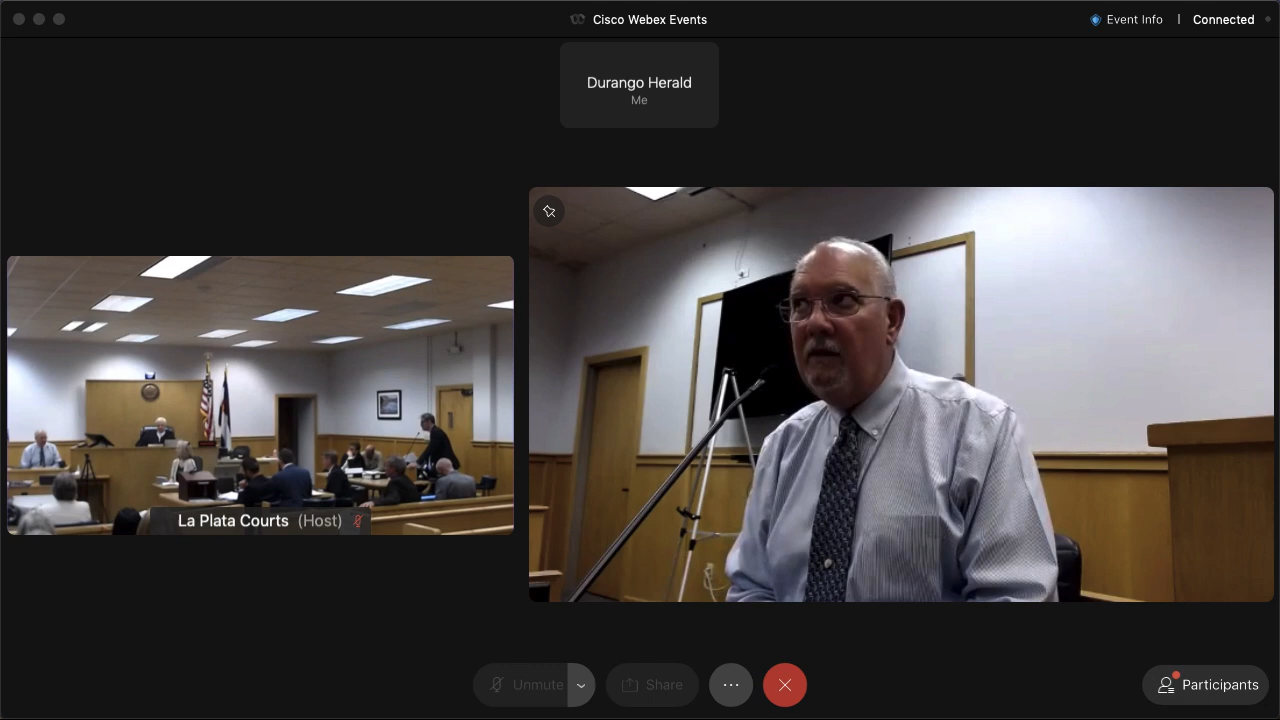 Cisco Webex Events
Event Info
Connected
Durango Herald
Me
La Plata Courts (Host)
Unmute
Share
Participants